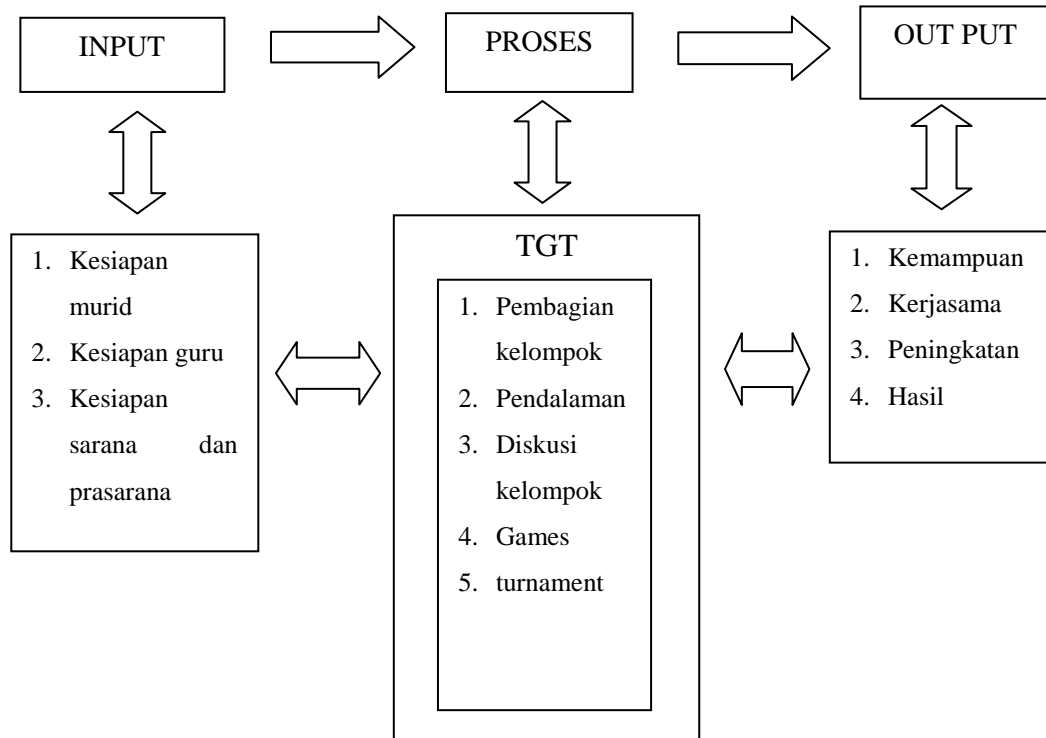 INPUT
PROSES
OUT PUT
1. Kesiapan
murid
2. Kesiapan guru
3. Kesiapan
sarana dan
prasarana
TGT
1. Pembagian
kelompok
2. Pendalaman
3. Diskusi
kelompok
4. Games
5. turnament
1. Kemampuan
2. Kerjasama
3. Peningkatan
4. Hasil